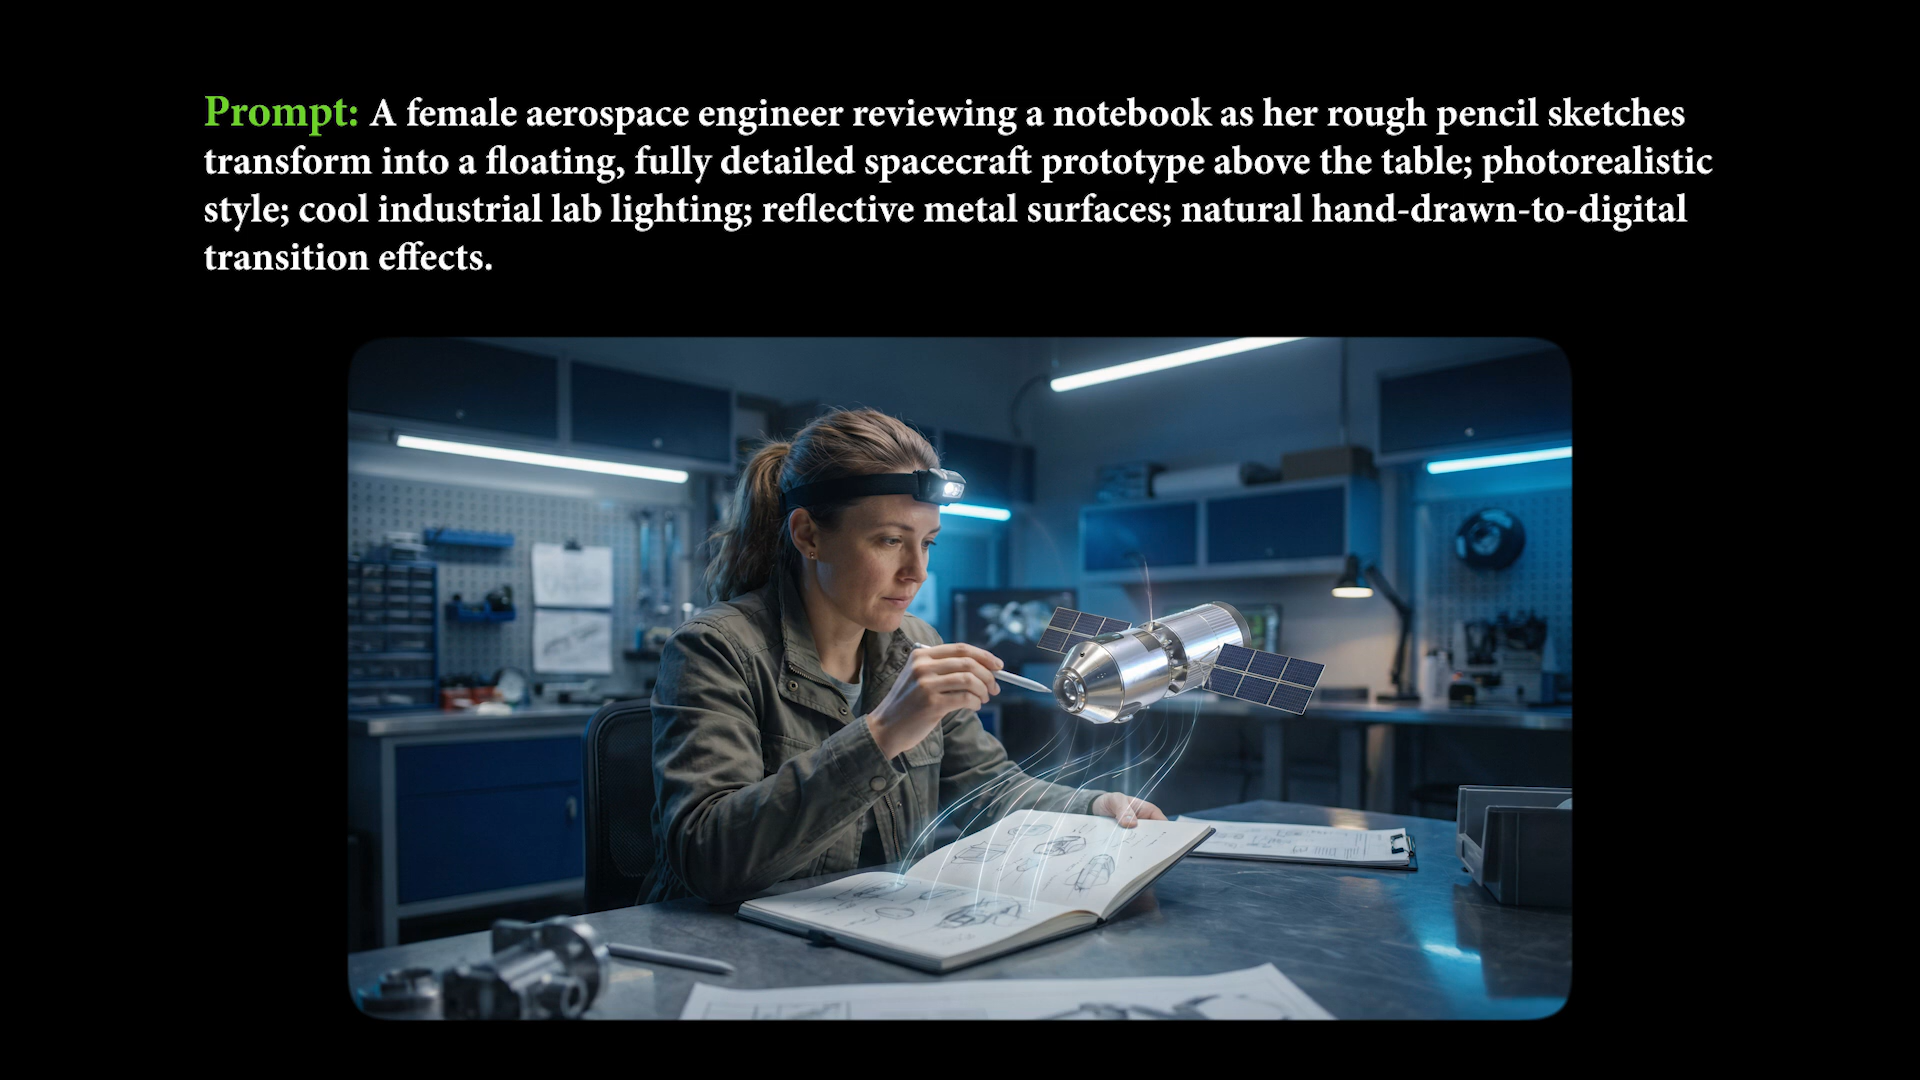 Prompt: A female aerospace engineer reviewing a notebook as her rough pencil sketches
transform into a floating, fully detailed spacecraft prototype above the table; photorealistic
style; cool industrial lab lighting; reflective metal surfaces; natural hand-drawn-to-digital
transition effects.